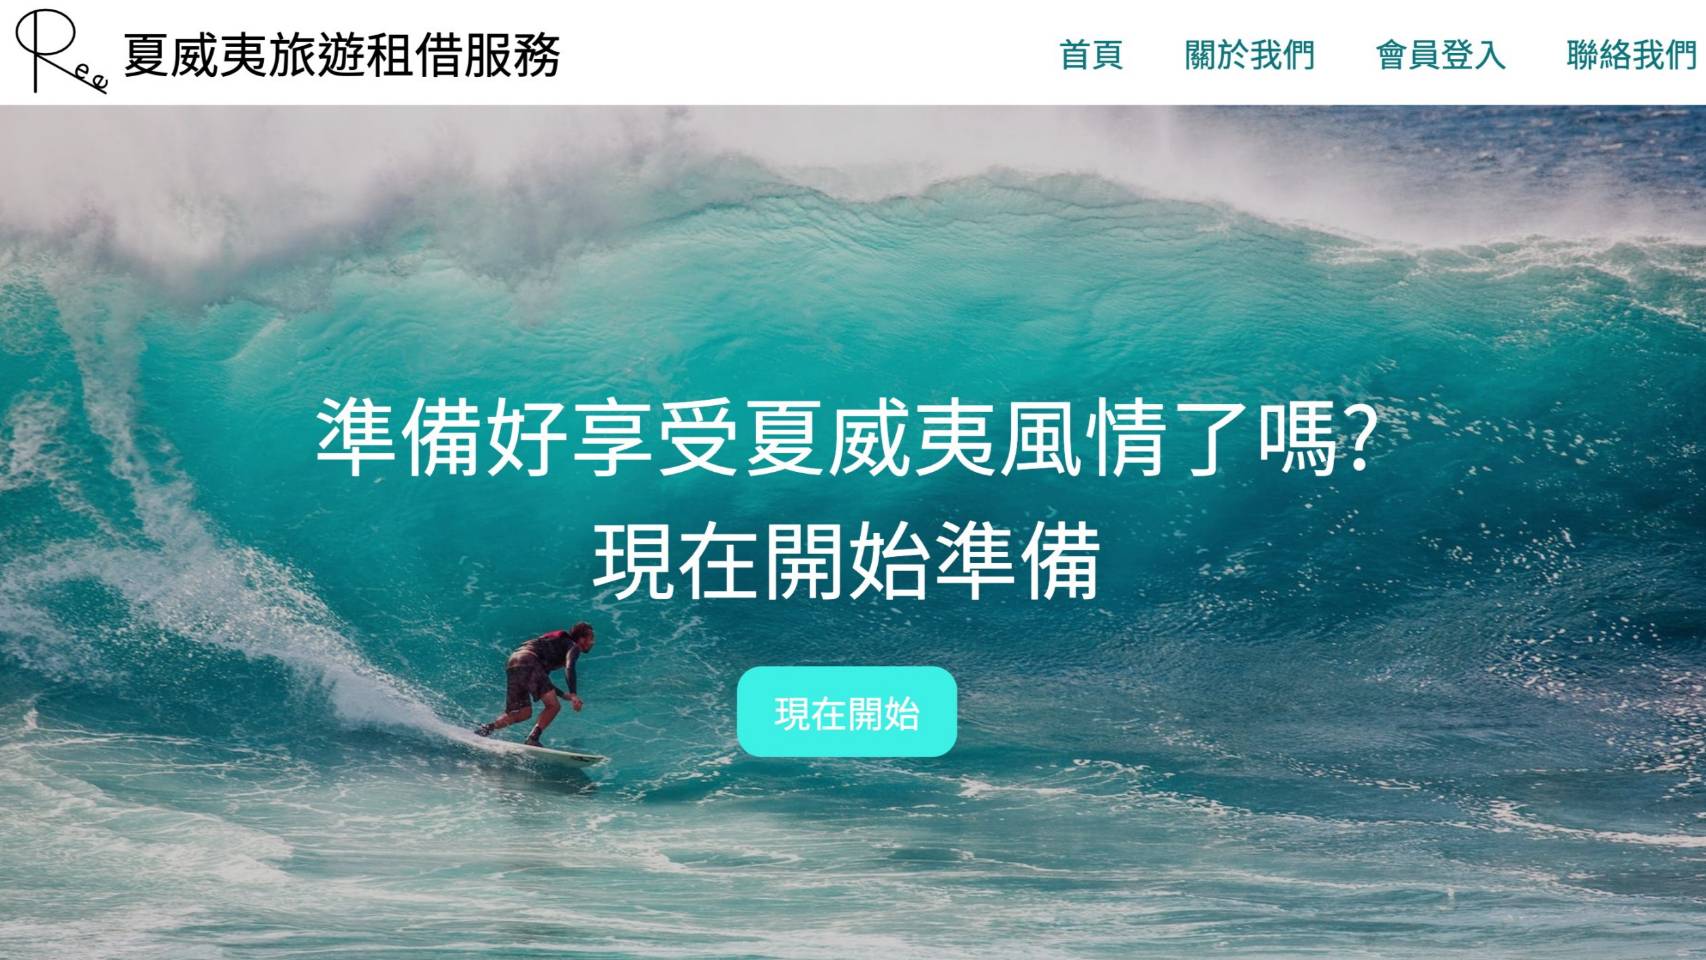 Ree
夏威夷旅遊租借服務
首頁
關於我們
會員登入
聯絡我們
準備好享受夏威夷風情了嗎?
現在開始準備
現在開始